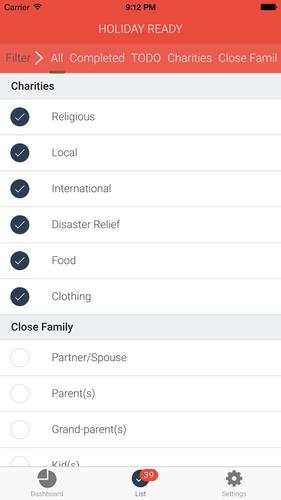 Carrier 9:12 PM
HOLIDAY READY
Filter All Completed TODO Charities Close Famil
Charities
Religious
Local
International
Disaster Relief
Food
Clothing
Close Family
Partner/Spouse
Parent(s)
Grand-parent(s)
Kid(s)
39
Dashboard List Settings